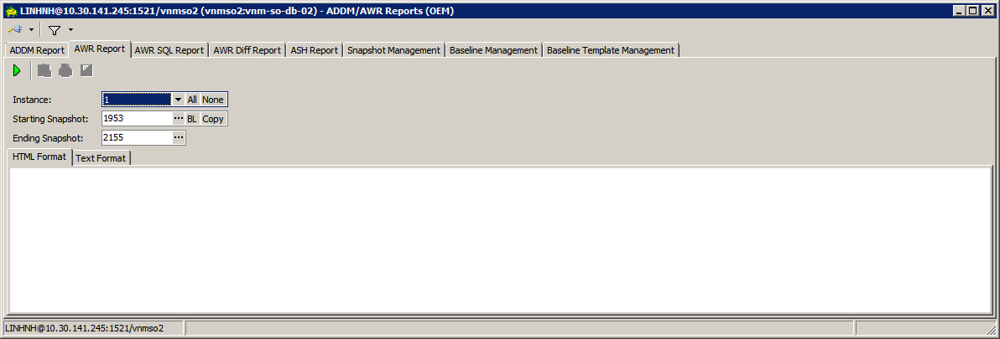 LINHNH@10.30.141.245:1521/vnmso2 (vnmso2:vnm-so-db-02) - ADDM/AWR Reports (OEM)
ADDM Report AWR Report AWR SQL Report AWR Diff Report ASH Report Snapshot Management Baseline Management Baseline Template Management
Instance: 1 All None
Starting Snapshot: 1953 ... BL Copy
Ending Snapshot: 2155 ...
HTML Format Text Format
LINHNH@10.30.141.245:1521/vnmso2